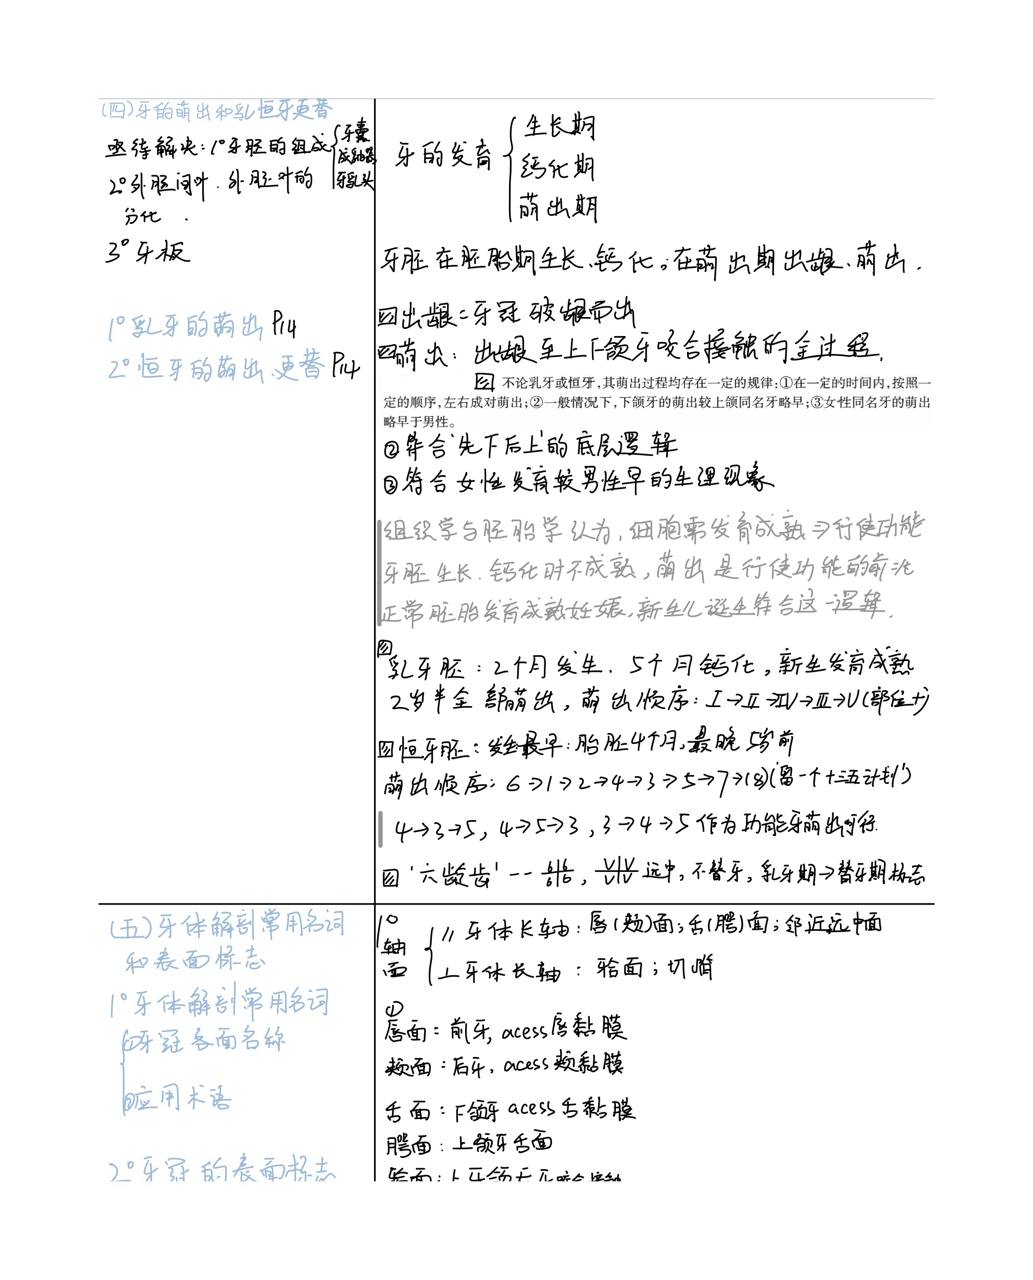 (四)牙的萌出和乳恒牙更替
亟待解决:1°牙胚的组成
牙囊
成釉器
牙乳头
2°外胚间叶.外胚叶的
分化.
3°牙板
1°乳牙的萌出 P14
2°恒牙的萌出、更替 P14
牙的发育
生长期
钙化期
萌出期
牙胚在胚胎期生长、钙化,在萌出期出龈、萌出.
出龈=牙冠破龈而出
萌出:出龈至上下颌牙咬合接触的全过程.
不论乳牙或恒牙,其萌出过程均存在一定的规律:①在一定的时间内,按照一
定的顺序,左右成对萌出;②一般情况下,下颌牙的萌出较上颌同名牙略早;③女性同名牙的萌出
略早于男性。
②符合'先下后上'的底层逻辑
③符合女性发育较男性早的生理现象
组织学与胚胎学认为,细胞需发育成熟⇒行使功能
牙胚生长.钙化时不成熟,萌出是行使功能的前兆
正常胚胎发育成熟妊娠,新生儿诞生符合这一逻辑.
乳牙胚:2个月发生.5个月钙化,新生发育成熟
2岁半全部萌出,萌出顺序:Ⅰ→Ⅱ→Ⅳ→Ⅲ→Ⅴ
恒牙胚:发生最早:胎胚4个月,最晚5岁前
萌出顺序:6→1→2→4→3→5→7→(8)(留一个十三五计划')
4→3→5,4→5→3,3→4→5作为功能牙萌出可行.
'六龄齿'--
远中,不替牙,乳牙期→替牙期标志
(五)牙体解剖常用名词
和表面标志
1°牙体解剖常用名词
①牙冠各面名称
②应用术语
2°牙冠的表面标志
1°
轴面
∥牙体长轴:唇(颊)面;舌(腭)面;邻近远中面
⊥牙体长轴:𬌗面;切嵴
①
唇面:前牙,acess唇黏膜
颊面:后牙,acess颊黏膜
舌面:下颌牙acess舌黏膜
腭面:上颌牙舌面